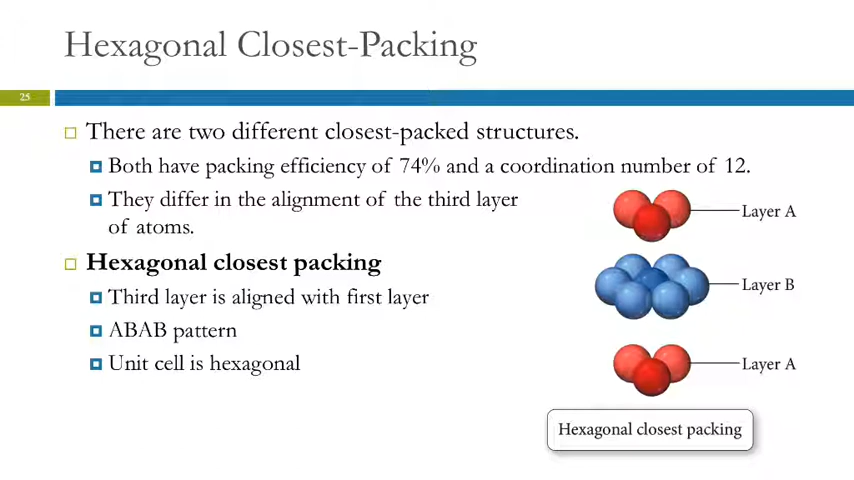 Hexagonal Closest-Packing
25
There are two different closest-packed structures.
Both have packing efficiency of 74% and a coordination number of 12.
They differ in the alignment of the third layer
of atoms.
Hexagonal closest packing
Third layer is aligned with first layer
ABAB pattern
Unit cell is hexagonal
Layer A
Layer B
Layer A
Hexagonal closest packing